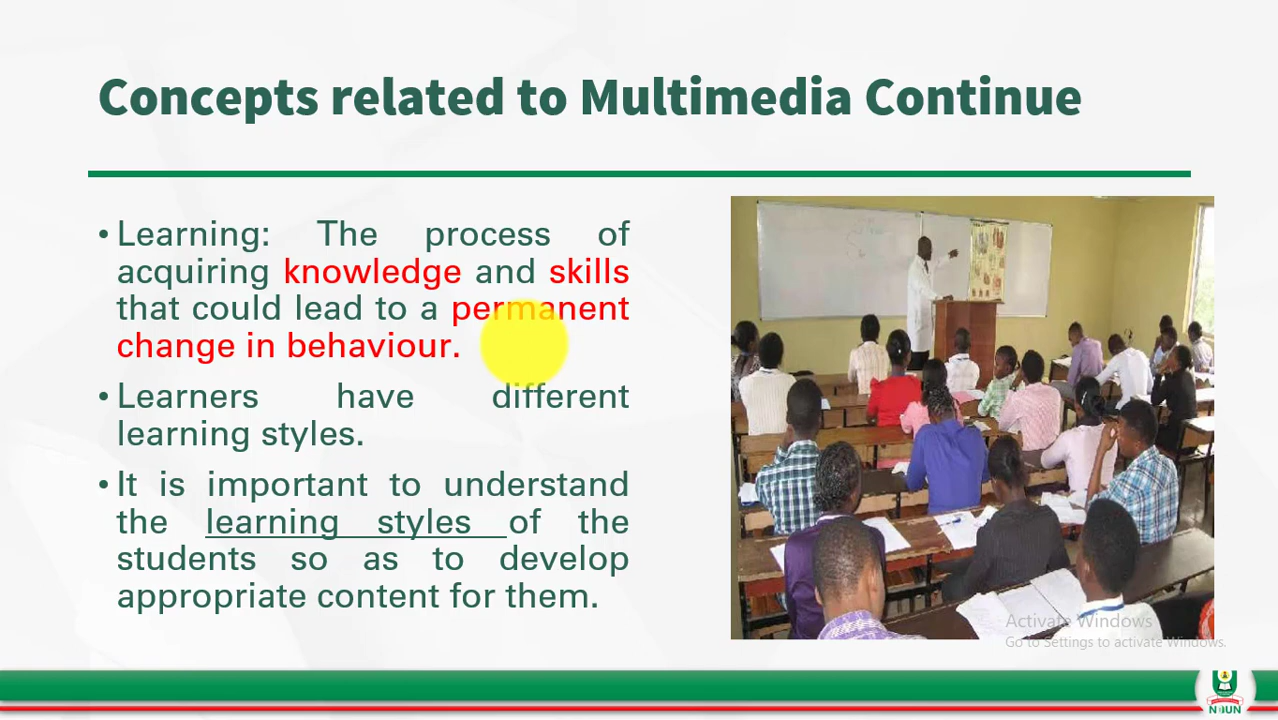 Concepts related to Multimedia Continue
• Learning: The process of
acquiring knowledge and skills
that could lead to a permanent
change in behaviour.
• Learners have different
learning styles.
• It is important to understand
the learning styles of the
students so as to develop
appropriate content for them.
Activate Windows
Go to Settings to activate Windows.
NOUN